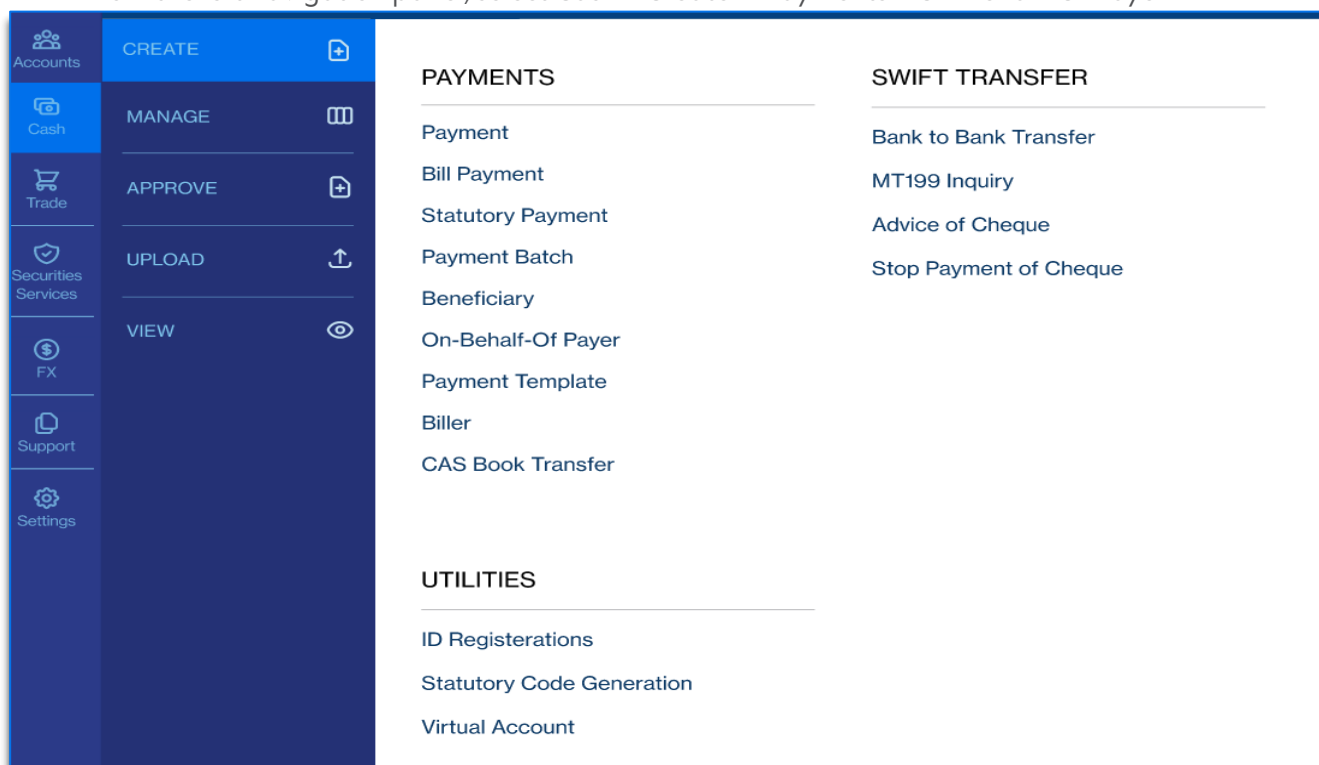 Accounts
Cash
Trade
Securities
Services
FX
Support
Settings
CREATE
MANAGE
APPROVE
UPLOAD
VIEW
PAYMENTS
Payment
Bill Payment
Statutory Payment
Payment Batch
Beneficiary
On-Behalf-Of Payer
Payment Template
Biller
CAS Book Transfer
UTILITIES
ID Registerations
Statutory Code Generation
Virtual Account
SWIFT TRANSFER
Bank to Bank Transfer
MT199 Inquiry
Advice of Cheque
Stop Payment of Cheque